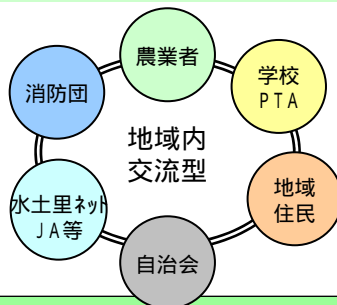 農業者
学校
ＰＴＡ
消防団
地域内
交流型
地域
住民
水土里ネット
ＪＡ等
自治会